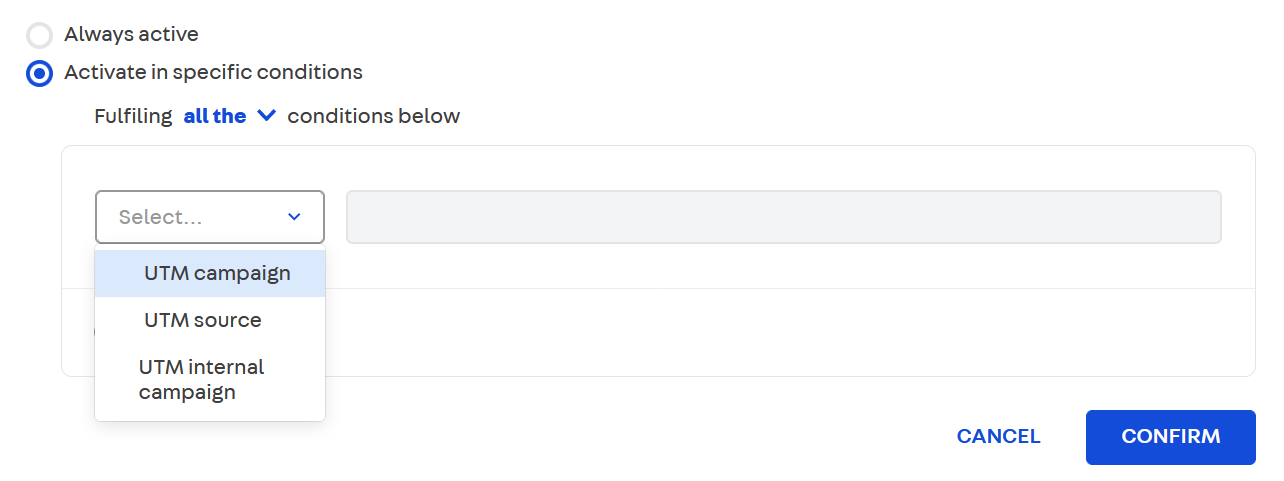 Always active
Activate in specific conditions
Fulfiling all the conditions below
Select...
UTM campaign
UTM source
UTM internal
campaign
CANCEL
CONFIRM